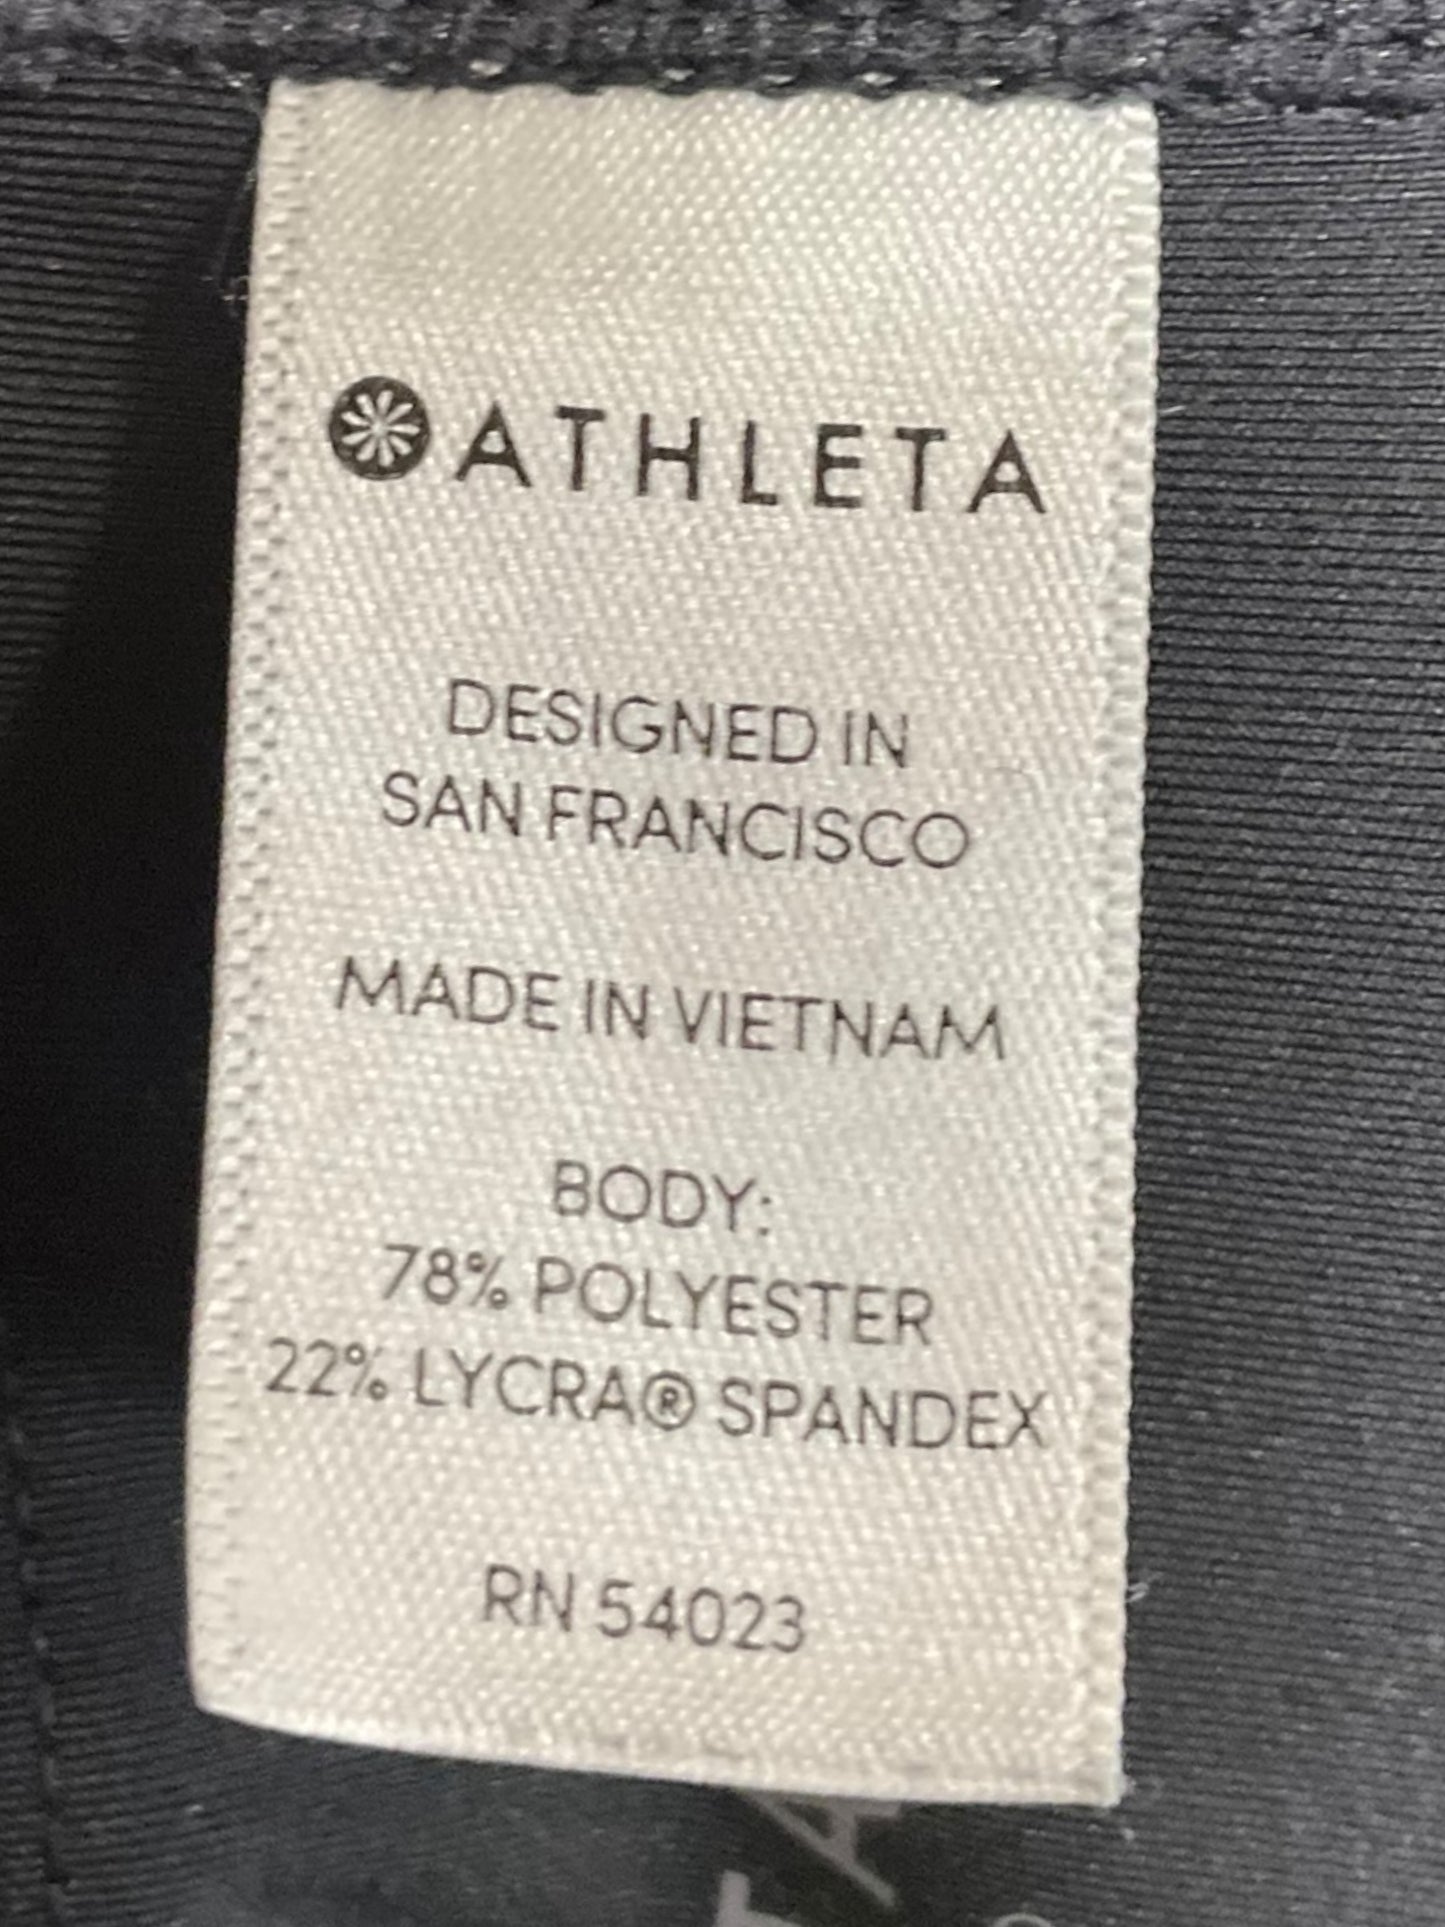 ATHLETA
DESIGNED IN
SAN FRANCISCO
MADE IN VIETNAM
BODY:
78% POLYESTER
22% LYCRA® SPANDEX
RN 54023